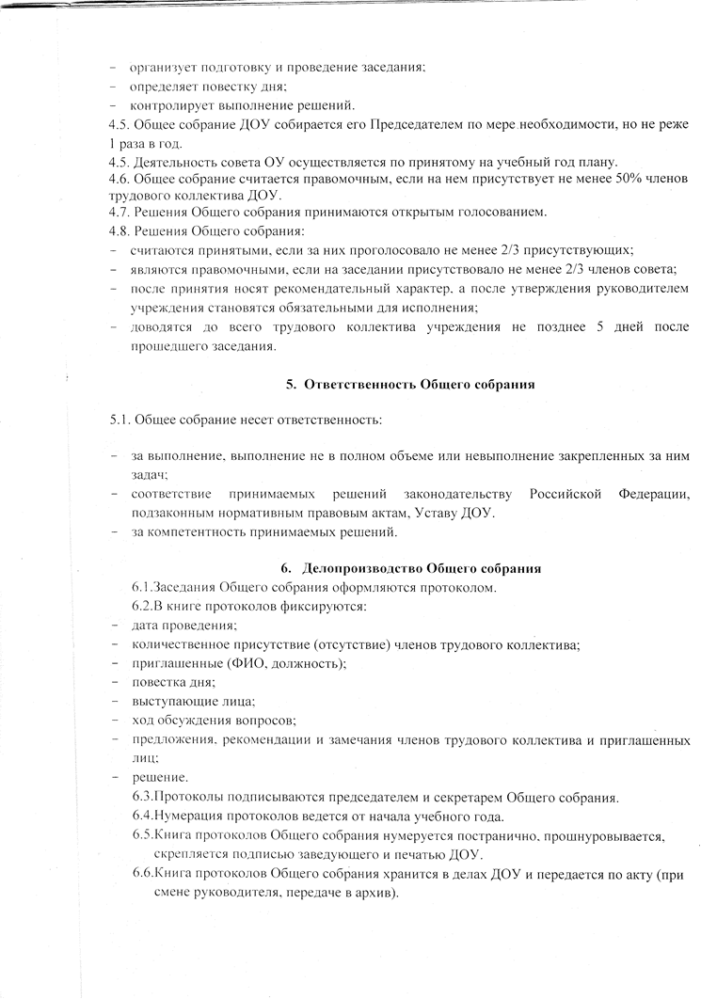 – организует подготовку и проведение заседания;
– определяет повестку дня;
– контролирует выполнение решений.
4.5. Общее собрание ДОУ собирается его Председателем по мере необходимости, но не реже
1 раза в год.
4.5. Деятельность совета ОУ осуществляется по принятому на учебный год плану.
4.6. Общее собрание считается правомочным, если на нем присутствует не менее 50% членов
трудового коллектива ДОУ.
4.7. Решения Общего собрания принимаются открытым голосованием.
4.8. Решения Общего собрания:
– считаются принятыми, если за них проголосовало не менее 2/3 присутствующих;
– являются правомочными, если на заседании присутствовало не менее 2/3 членов совета;
– после принятия носят рекомендательный характер, а после утверждения руководителем
учреждения становятся обязательными для исполнения;
– доводятся до всего трудового коллектива учреждения не позднее 5 дней после
прошедшего заседания.
5. Ответственность Общего собрания
5.1. Общее собрание несет ответственность:
– за выполнение, выполнение не в полном объеме или невыполнение закрепленных за ним
задач;
– соответствие принимаемых решений законодательству Российской Федерации,
подзаконным нормативным правовым актам, Уставу ДОУ.
– за компетентность принимаемых решений.
6. Делопроизводство Общего собрания
6.1.Заседания Общего собрания оформляются протоколом.
6.2.В книге протоколов фиксируются:
– дата проведения;
– количественное присутствие (отсутствие) членов трудового коллектива;
– приглашенные (ФИО, должность);
– повестка дня;
– выступающие лица;
– ход обсуждения вопросов;
– предложения, рекомендации и замечания членов трудового коллектива и приглашенных
лиц;
– решение.
6.3.Протоколы подписываются председателем и секретарем Общего собрания.
6.4.Нумерация протоколов ведется от начала учебного года.
6.5.Книга протоколов Общего собрания нумеруется постранично, прошнуровывается,
скрепляется подписью заведующего и печатью ДОУ.
6.6.Книга протоколов Общего собрания хранится в делах ДОУ и передается по акту (при
смене руководителя, передаче в архив).